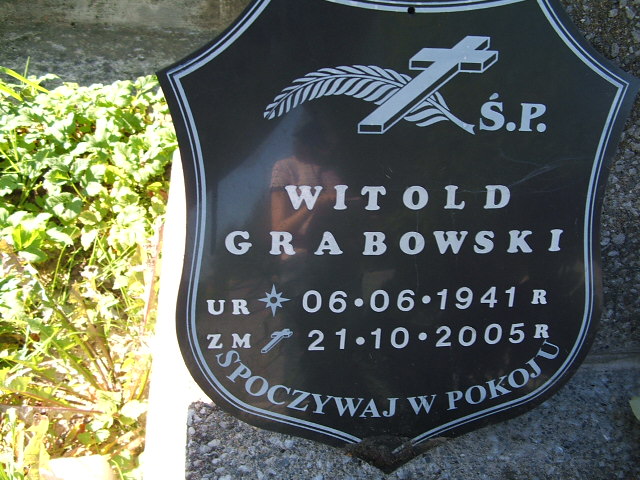 Ś.P.
WITOLD
GRABOWSKI
UR 06•06•1941 R
ZM 21•10•2005 R
SPOCZYWAJ W POKOJU